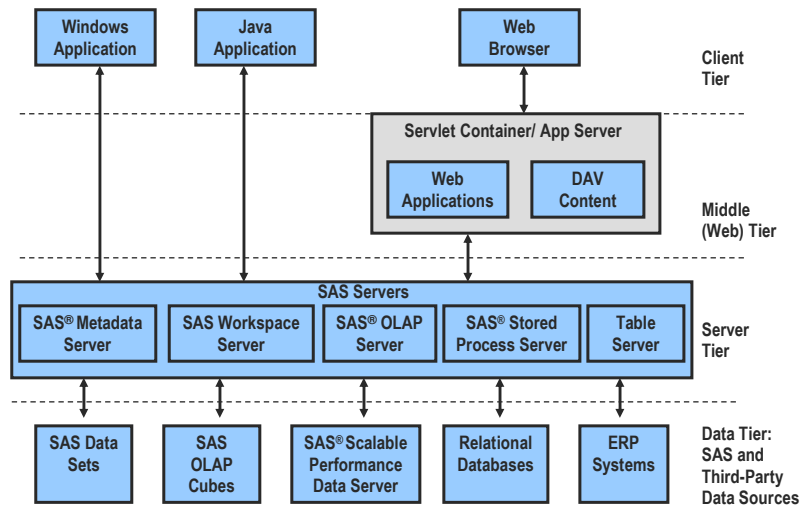 Windows
Application
Java
Application
Web
Browser
Client
Tier
Servlet Container/ App Server
Web
Applications
DAV
Content
Middle
(Web) Tier
SAS Servers
SAS® Metadata
Server
SAS Workspace
Server
SAS® OLAP
Server
SAS® Stored
Process Server
Table
Server
Server
Tier
SAS Data
Sets
SAS
OLAP
Cubes
SAS® Scalable
Performance
Data Server
Relational
Databases
ERP
Systems
Data Tier:
SAS and
Third-Party
Data Sources